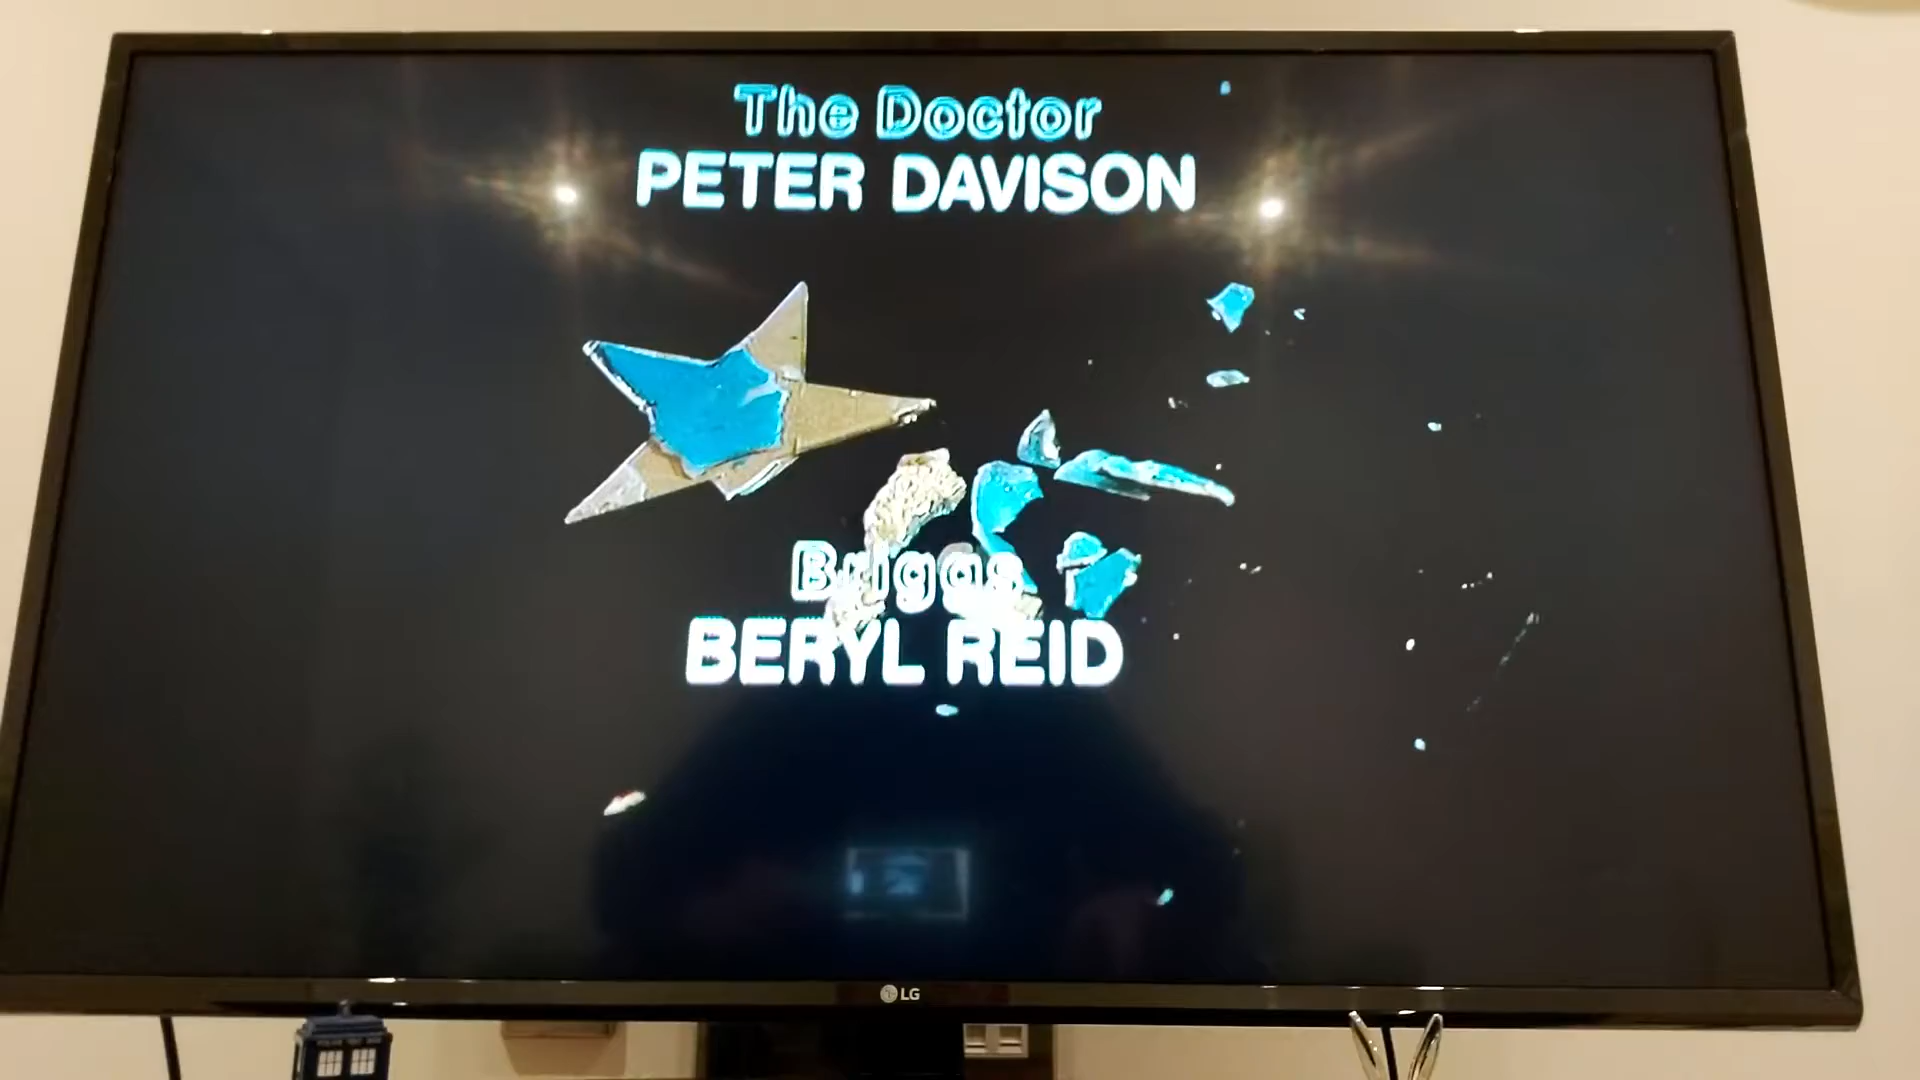 The Doctor
PETER DAVISON
Briggs
BERYL REID
LG